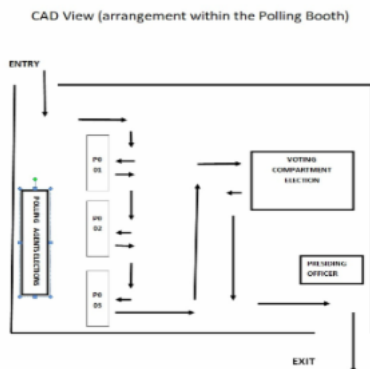 CAD View (arrangement within the Polling Booth)
ENTRY
PO
01
VOTING
COMPARTMENT
ELECTION
POLLING AGENTS/ELECTIONS
PO
02
PRESIDING
OFFICER
PO
03
EXIT